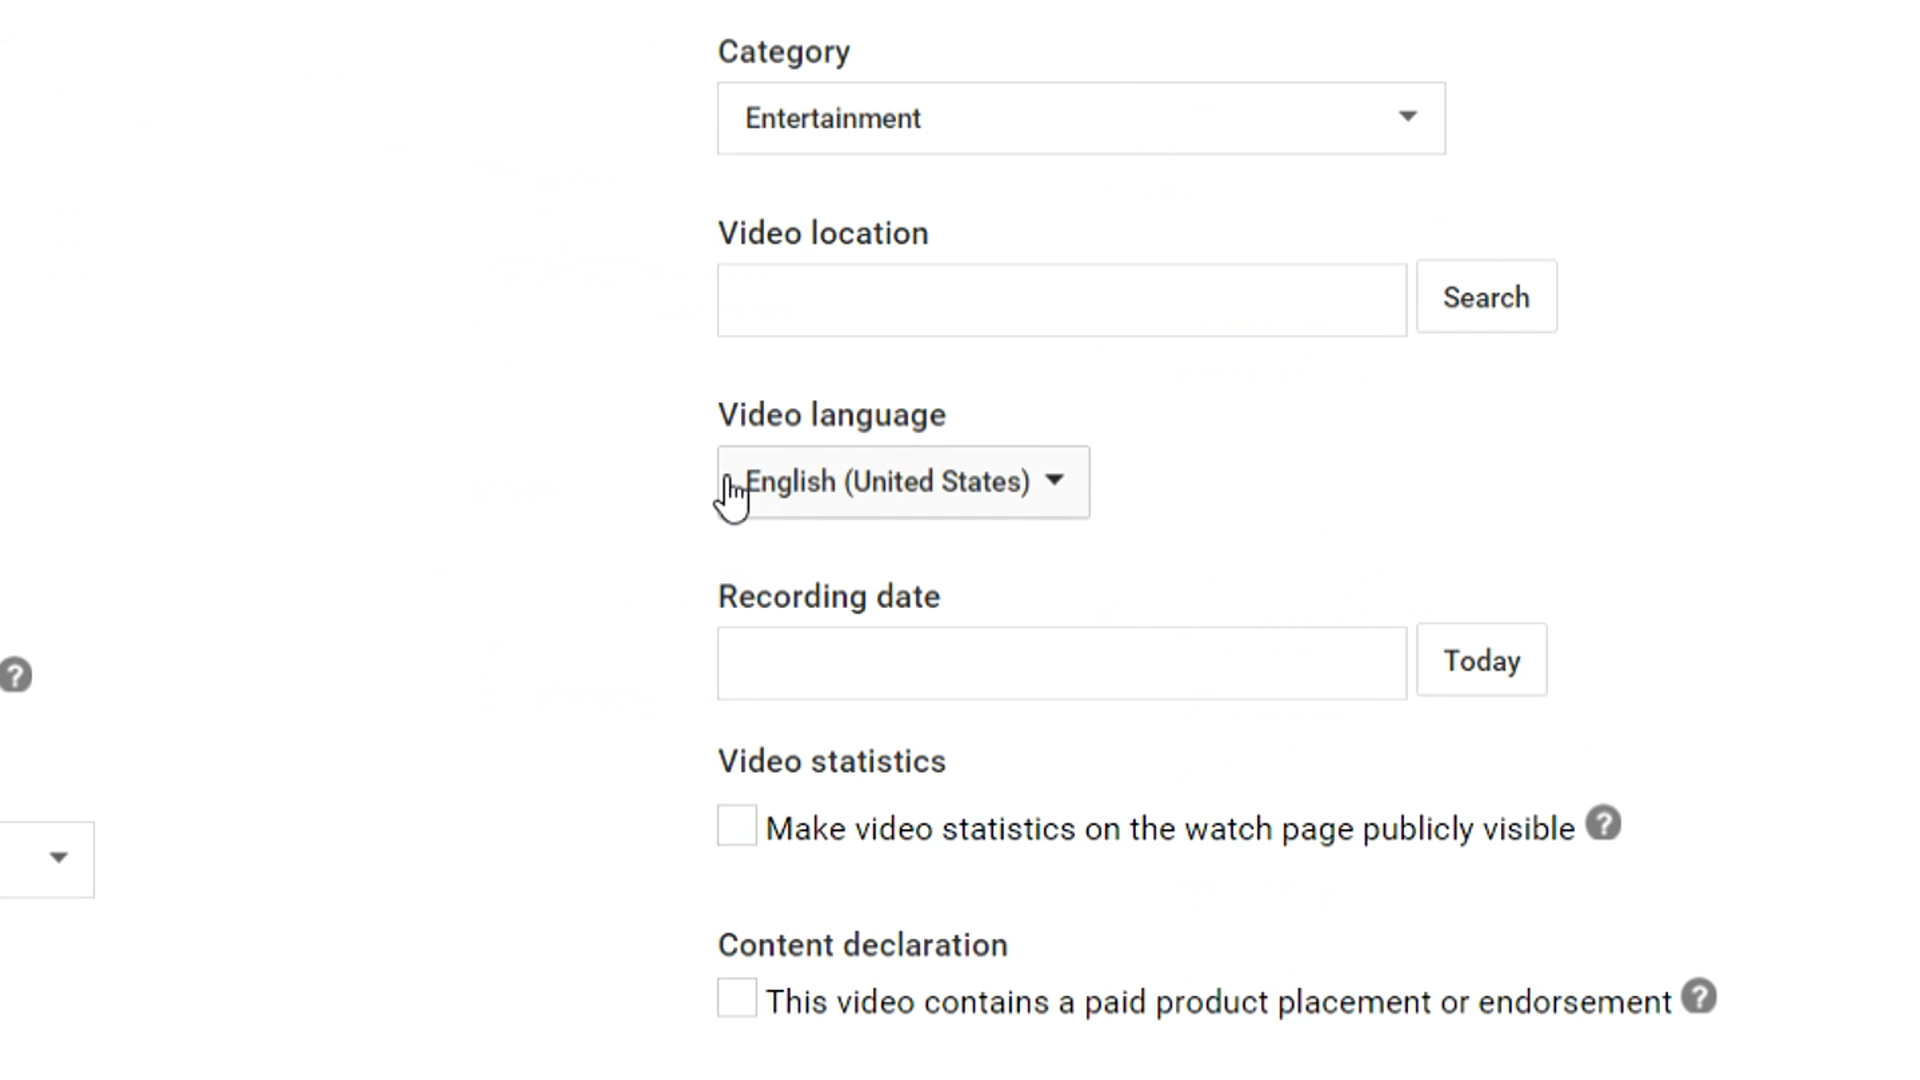 Category
Entertainment
Video location
Search
Video language
English (United States)
Recording date
Today
Video statistics
Make video statistics on the watch page publicly visible ?
?
Content declaration
This video contains a paid product placement or endorsement ?